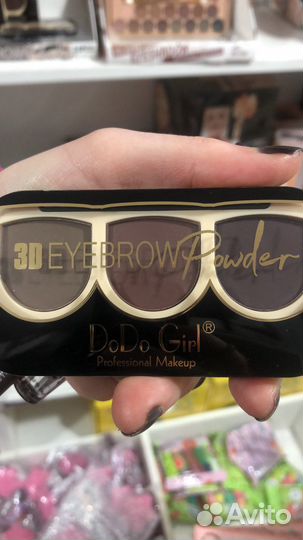 3D EYEBROW Powder
DoDo Girl®
Professional Makeup
Avito